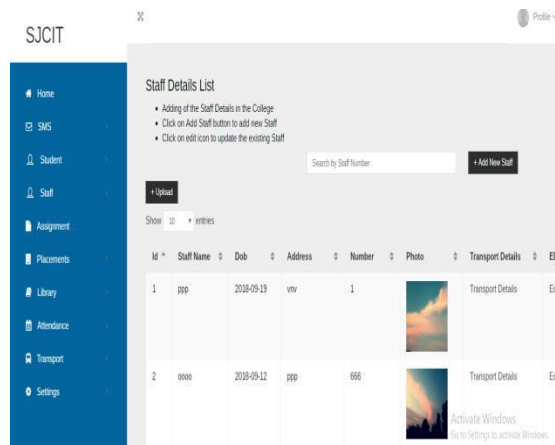 SJCIT
Profile
Home
SMS
Student
Staff
Assignment
Placements
Library
Attendance
Transport
Settings
Staff Details List
Adding of the Staff Details in the College
Click on Add Staff button to add new Staff
Click on edit icon to update the existing Staff
Search by Staff Number
+ Add New Staff
+ Upload
Show 10 entries
Id Staff Name Dob Address Number Photo Transport Details
1 ppp 2018-09-19 vnv 1 Transport Details
2 oooo 2018-09-12 ppp 666 Transport Details
Activate Windows
Go to Settings to activate Windows.